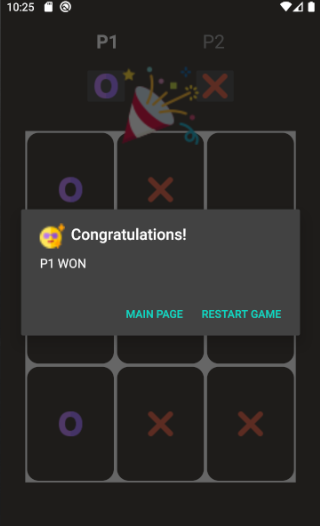 10:25
P1 P2
O X
O X
Congratulations!
P1 WON
MAIN PAGE RESTART GAME
O X X